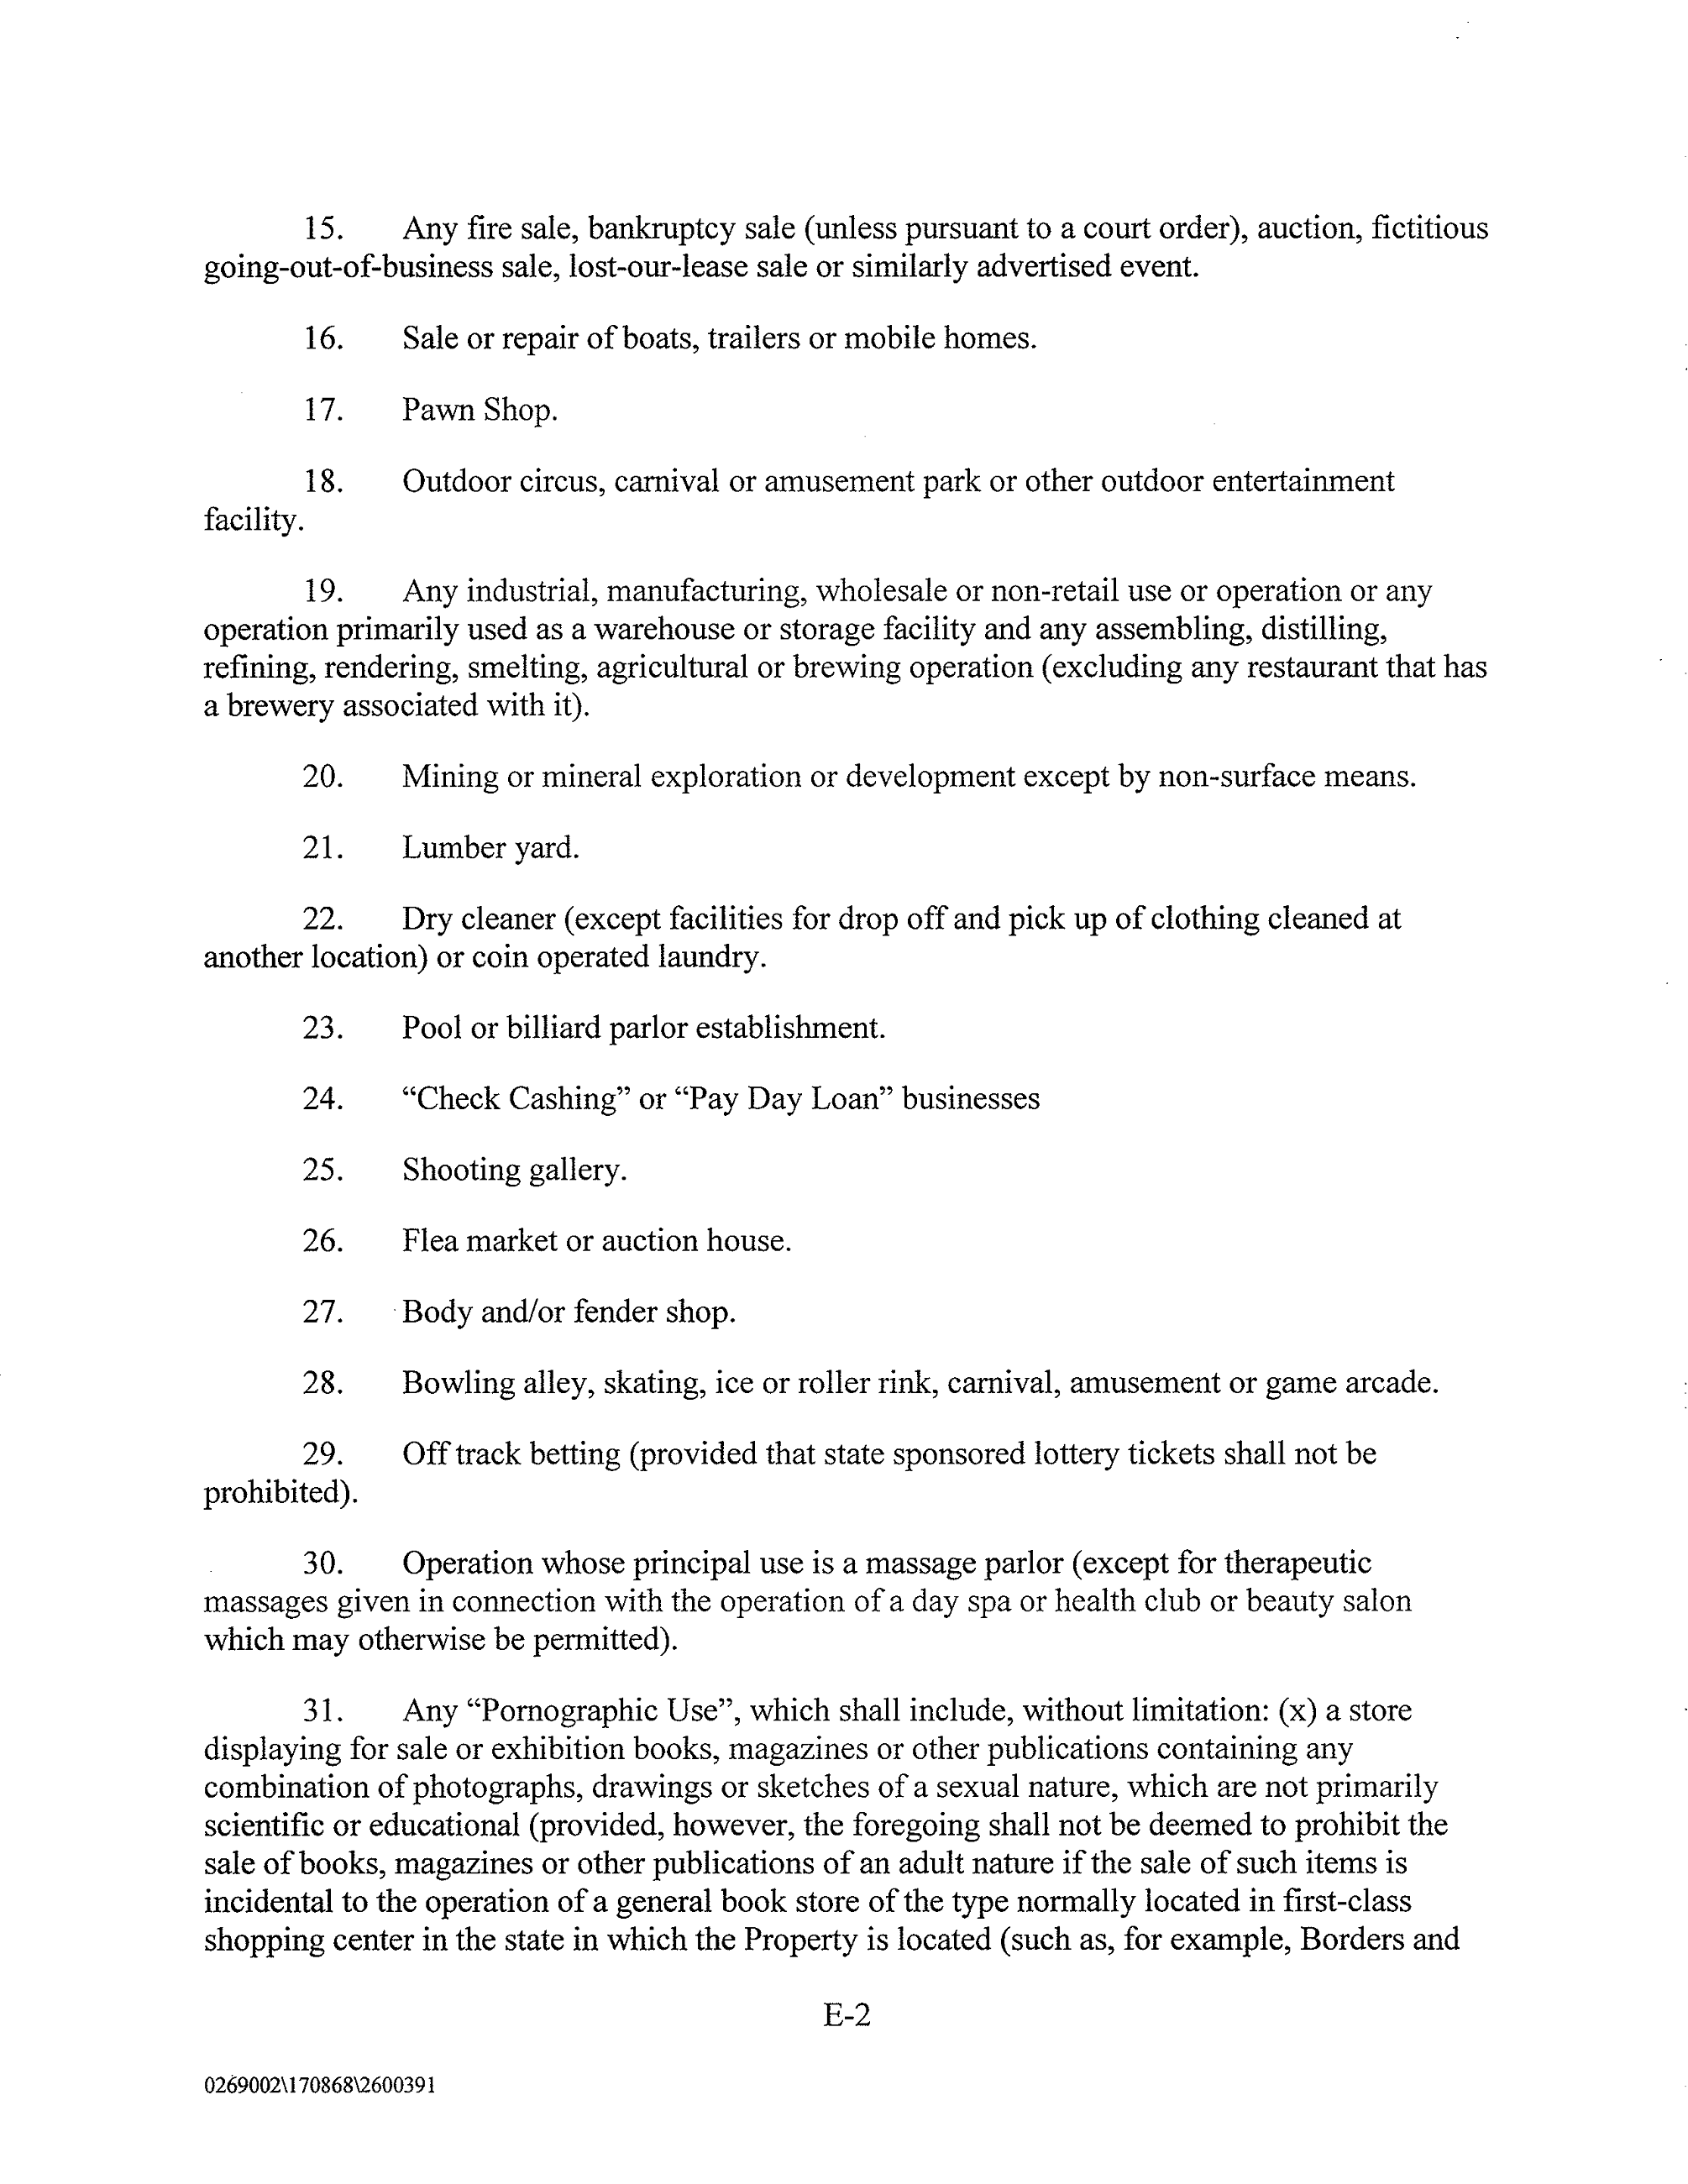 15. Any fire sale, bankruptcy sale (unless pursuant to a court order), auction, fictitious
going-out-of-business sale, lost-our-lease sale or similarly advertised event.
16. Sale or repair of boats, trailers or mobile homes.
17. Pawn Shop.
18. Outdoor circus, carnival or amusement park or other outdoor entertainment
facility.
19. Any industrial, manufacturing, wholesale or non-retail use or operation or any
operation primarily used as a warehouse or storage facility and any assembling, distilling,
refining, rendering, smelting, agricultural or brewing operation (excluding any restaurant that has
a brewery associated with it).
20. Mining or mineral exploration or development except by non-surface means.
21. Lumber yard.
22. Dry cleaner (except facilities for drop off and pick up of clothing cleaned at
another location) or coin operated laundry.
23. Pool or billiard parlor establishment.
24. “Check Cashing” or “Pay Day Loan” businesses
25. Shooting gallery.
26. Flea market or auction house.
27. Body and/or fender shop.
28. Bowling alley, skating, ice or roller rink, carnival, amusement or game arcade.
29. Off track betting (provided that state sponsored lottery tickets shall not be
prohibited).
30. Operation whose principal use is a massage parlor (except for therapeutic
massages given in connection with the operation of a day spa or health club or beauty salon
which may otherwise be permitted).
31. Any “Pornographic Use”, which shall include, without limitation: (x) a store
displaying for sale or exhibition books, magazines or other publications containing any
combination of photographs, drawings or sketches of a sexual nature, which are not primarily
scientific or educational (provided, however, the foregoing shall not be deemed to prohibit the
sale of books, magazines or other publications of an adult nature if the sale of such items is
incidental to the operation of a general book store of the type normally located in first-class
shopping center in the state in which the Property is located (such as, for example, Borders and
E-2
0269002\170868\2600391